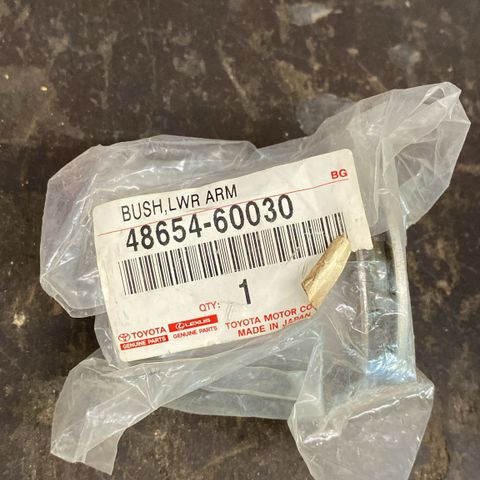 BG
BUSH,LWR ARM
48654-60030
QTY: 1
TOYOTA GENUINE PARTS
LEXUS GENUINE PARTS
TOYOTA MOTOR CO
MADE IN JAPAN